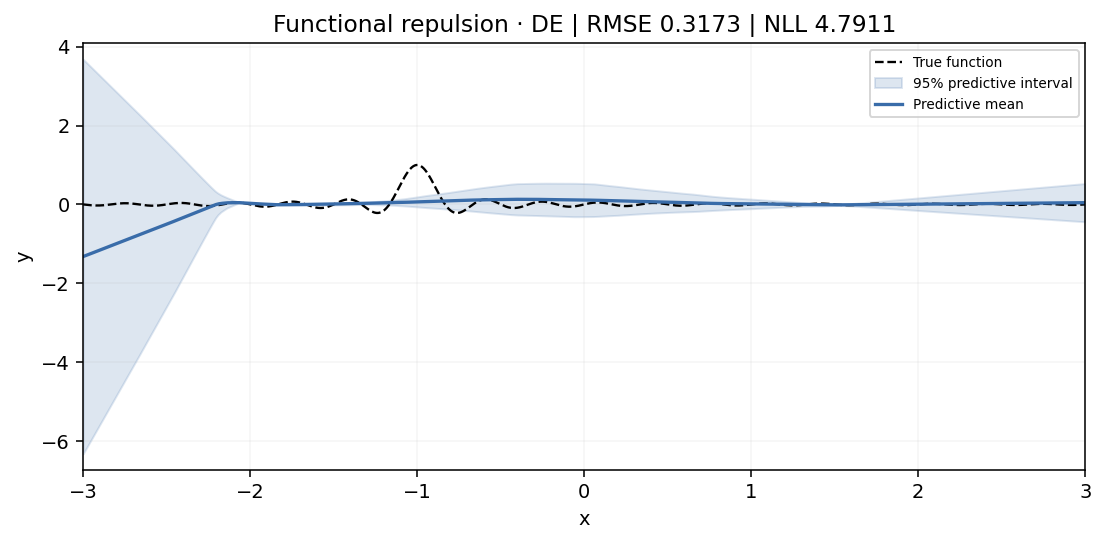 Functional repulsion · DE | RMSE 0.3173 | NLL 4.7911
True function
95% predictive interval
Predictive mean
4
2
0
−2
−4
−6
y
−3
−2
−1
0
1
2
3
x